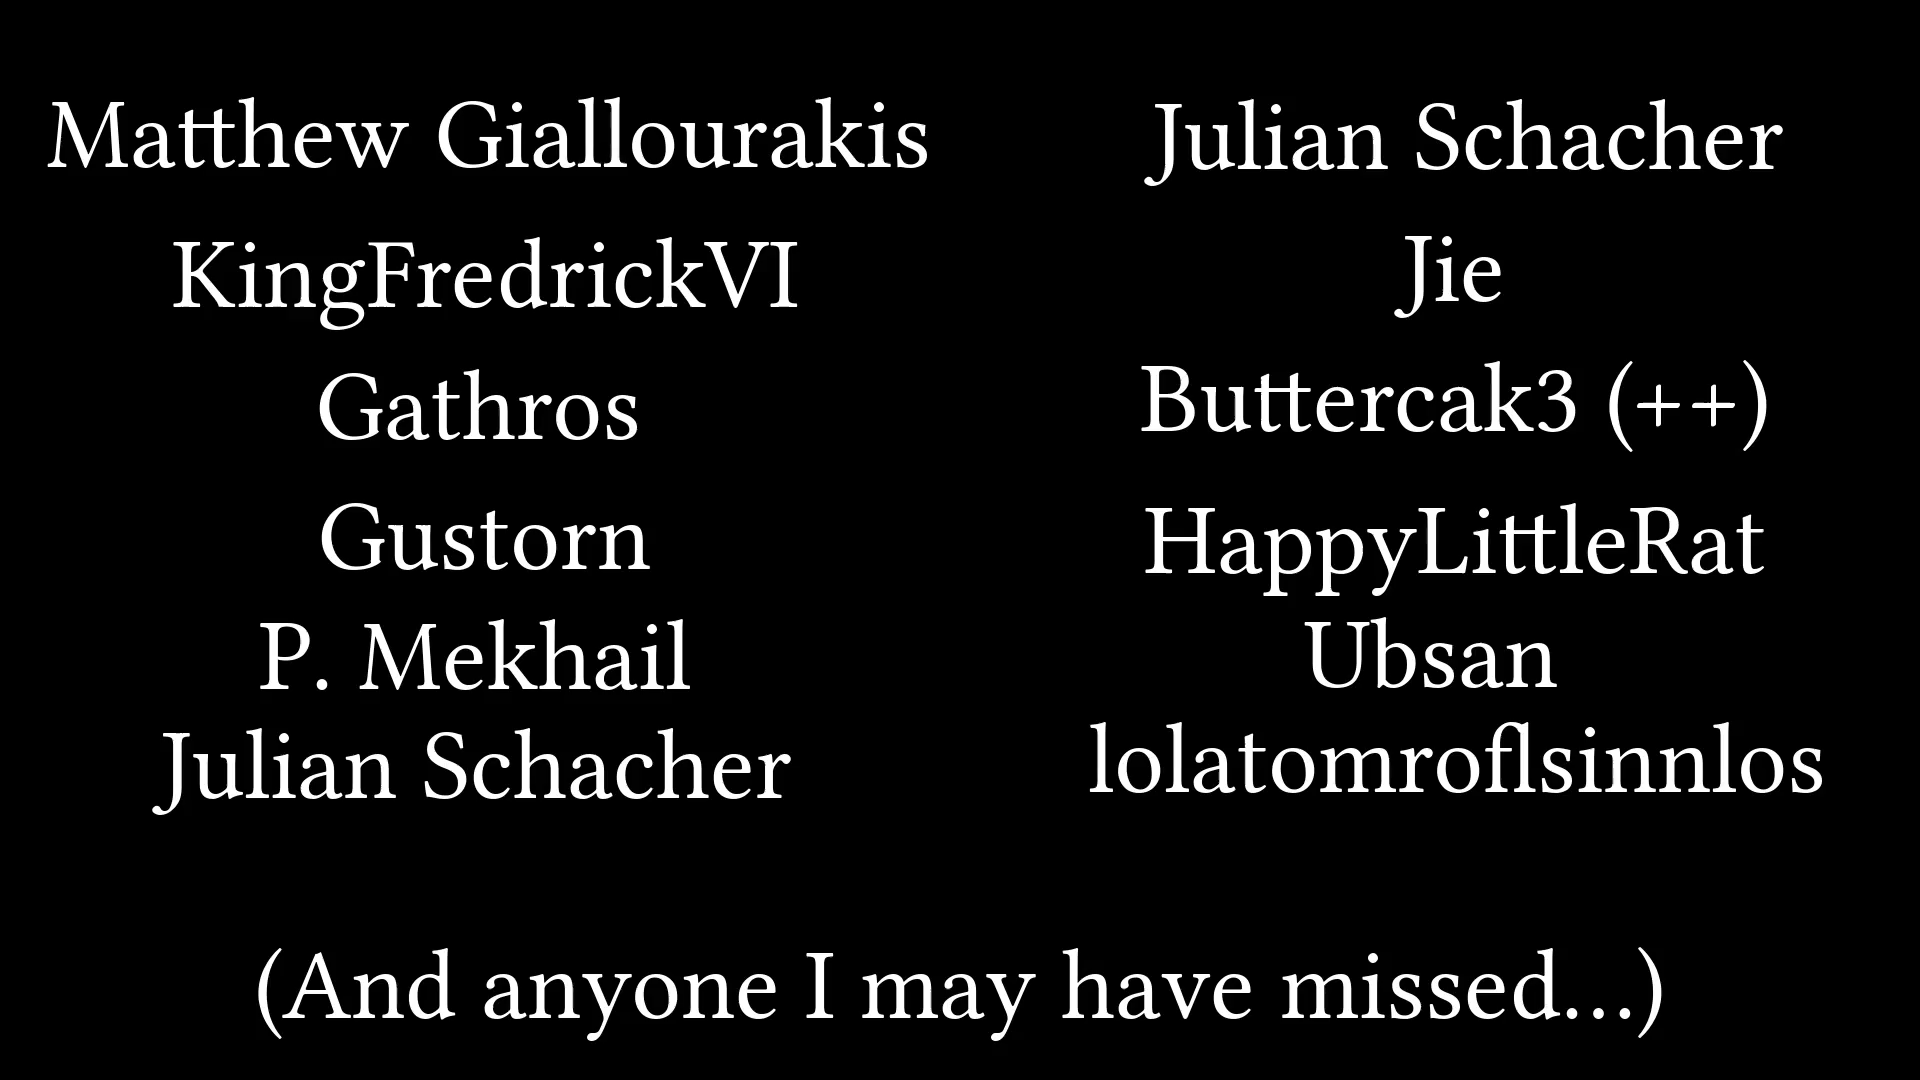 Matthew Giallourakis
KingFredrickVI
Gathros
Gustorn
P. Mekhail
Julian Schacher
Julian Schacher
Jie
Buttercak3 (++)
HappyLittleRat
Ubsan
lolatomroflsinnlos
(And anyone I may have missed...)